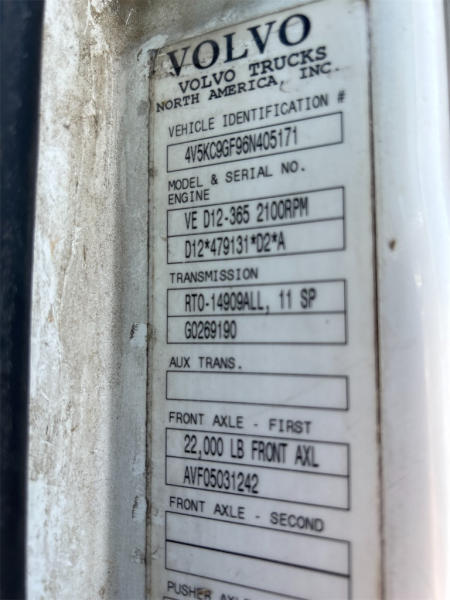 VOLVO
VOLVO TRUCKS
NORTH AMERICA, INC.
VEHICLE IDENTIFICATION #
4V5KC9GF96N405171
MODEL & SERIAL NO.
ENGINE
VE D12-365 2100RPM
D12*479131*D2*A
TRANSMISSION
RTO-14909ALL, 11 SP
G0269190
AUX TRANS.
FRONT AXLE - FIRST
22,000 LB FRONT AXL
AVF05031242
FRONT AXLE - SECOND
PUSHER AXLE